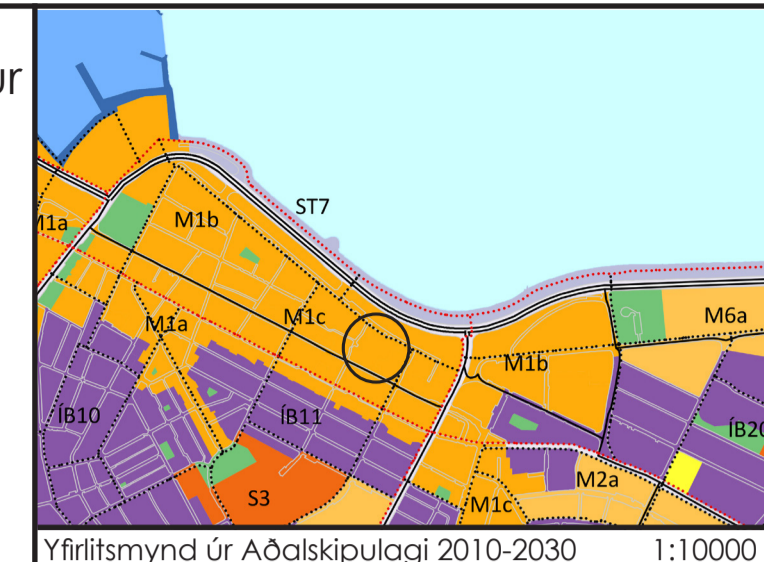 ur
ST7
M1b
M1a
M1c
M1a
M6a
M1b
ÍB10
ÍB11
ÍB20
M2a
S3
M1c
Yfirlitsmynd úr Aðalskipulagi 2010-2030 1:10000